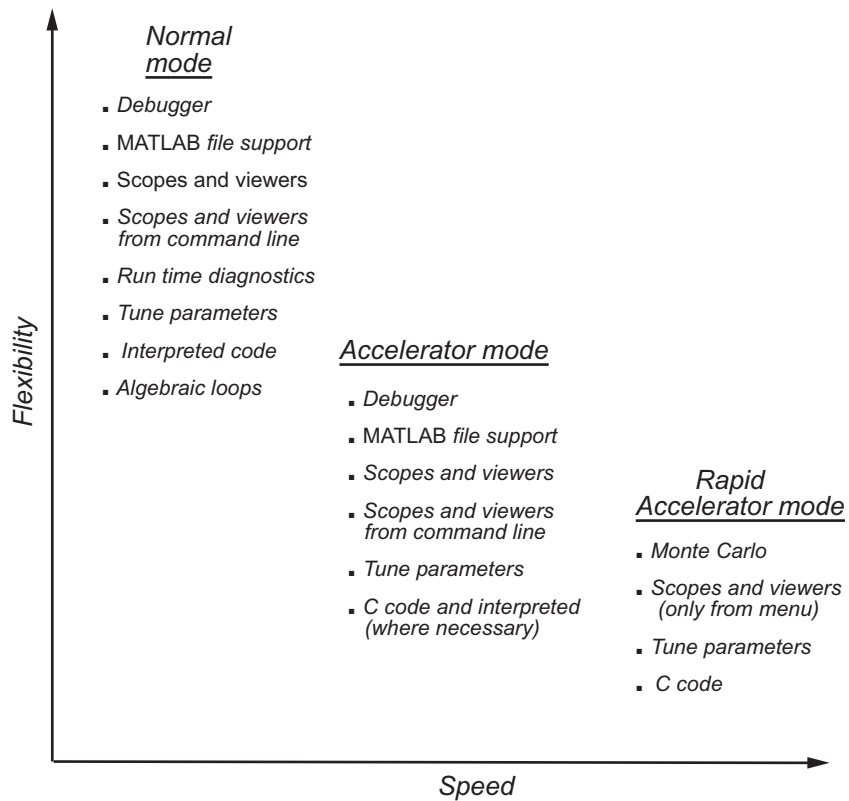 Normal
mode
▪ Debugger
▪ MATLAB file support
▪ Scopes and viewers
▪ Scopes and viewers
from command line
▪ Run time diagnostics
▪ Tune parameters
▪ Interpreted code
▪ Algebraic loops
Accelerator mode
▪ Debugger
▪ MATLAB file support
▪ Scopes and viewers
▪ Scopes and viewers
from command line
▪ Tune parameters
▪ C code and interpreted
(where necessary)
Rapid
Accelerator mode
▪ Monte Carlo
▪ Scopes and viewers
(only from menu)
▪ Tune parameters
▪ C code
Flexibility
Speed